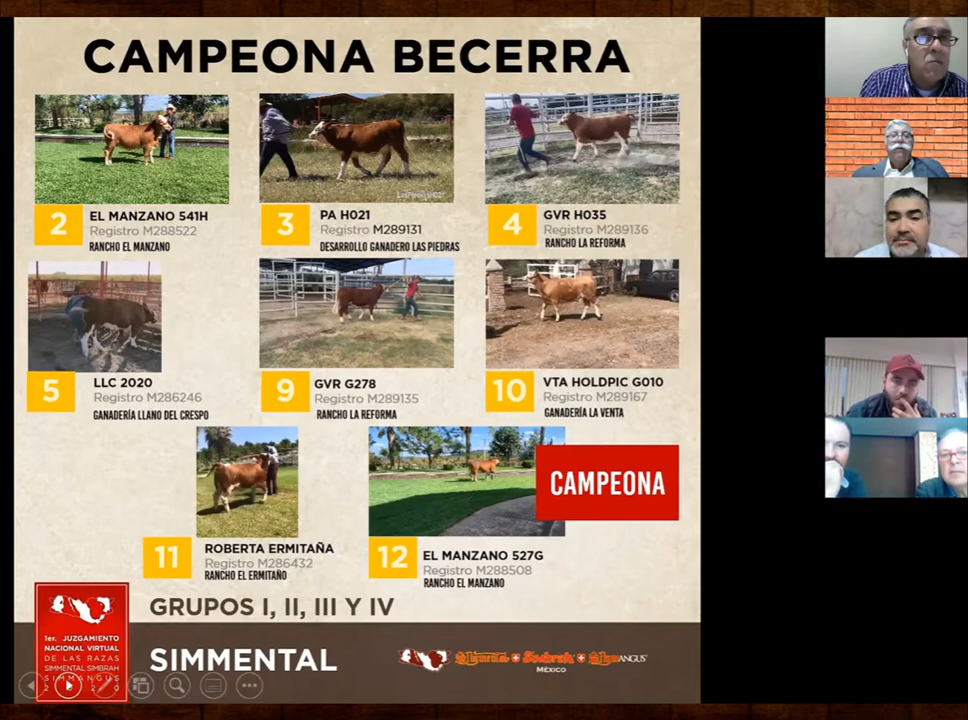 CAMPEONA BECERRA
LasPiedrasH021
2
EL MANZANO 541H
Registro M288522
RANCHO EL MANZANO
3
PA H021
Registro M289131
DESARROLLO GANADERO LAS PIEDRAS
4
GVR H035
Registro M289136
RANCHO LA REFORMA
5
LLC 2020
Registro M286246
GANADERÍA LLANO DEL CRESPO
9
GVR G278
Registro M289135
RANCHO LA REFORMA
10
VTA HOLDPIC G010
Registro M289167
GANADERÍA LA VENTA
CAMPEONA
11
ROBERTA ERMITAÑA
Registro M286432
RANCHO EL ERMITAÑO
12
EL MANZANO 527G
Registro M288508
RANCHO EL MANZANO
GRUPOS I, II, III Y IV
1er. JUZGAMIENTO
NACIONAL VIRTUAL
DE LAS RAZAS
SIMMENTAL SIMBRAH
SIMMANGUS
2020
SIMMENTAL
Simbrah
ANGUS
MÉXICO